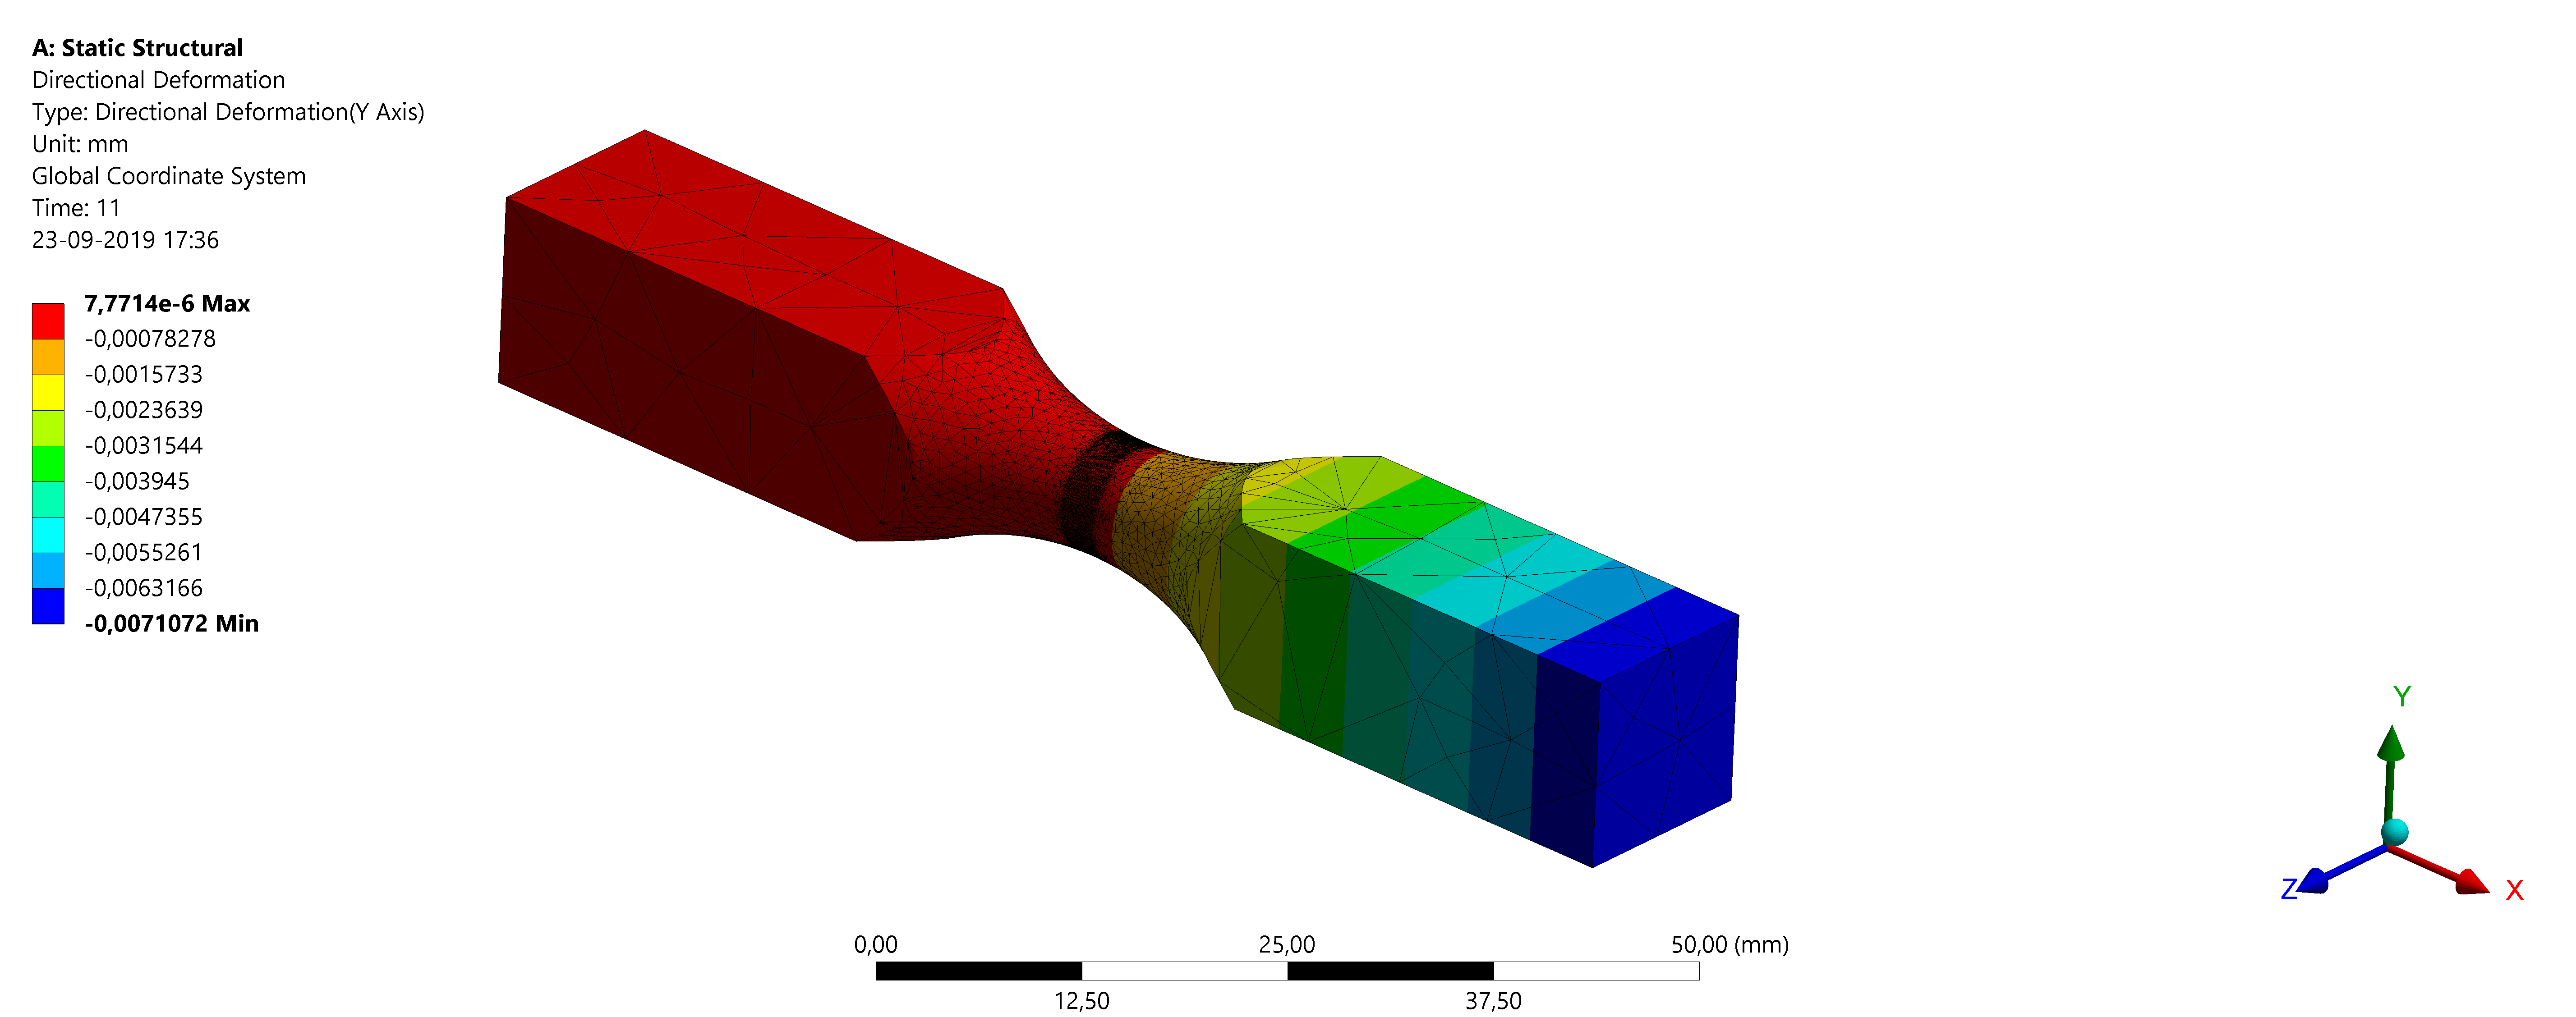 A: Static Structural
Directional Deformation
Type: Directional Deformation(Y Axis)
Unit: mm
Global Coordinate System
Time: 11
23-09-2019 17:36
7,7714e-6 Max
-0,00078278
-0,0015733
-0,0023639
-0,0031544
-0,003945
-0,0047355
-0,0055261
-0,0063166
-0,0071072 Min
Y
Z
X
0,00
25,00
50,00 (mm)
12,50
37,50